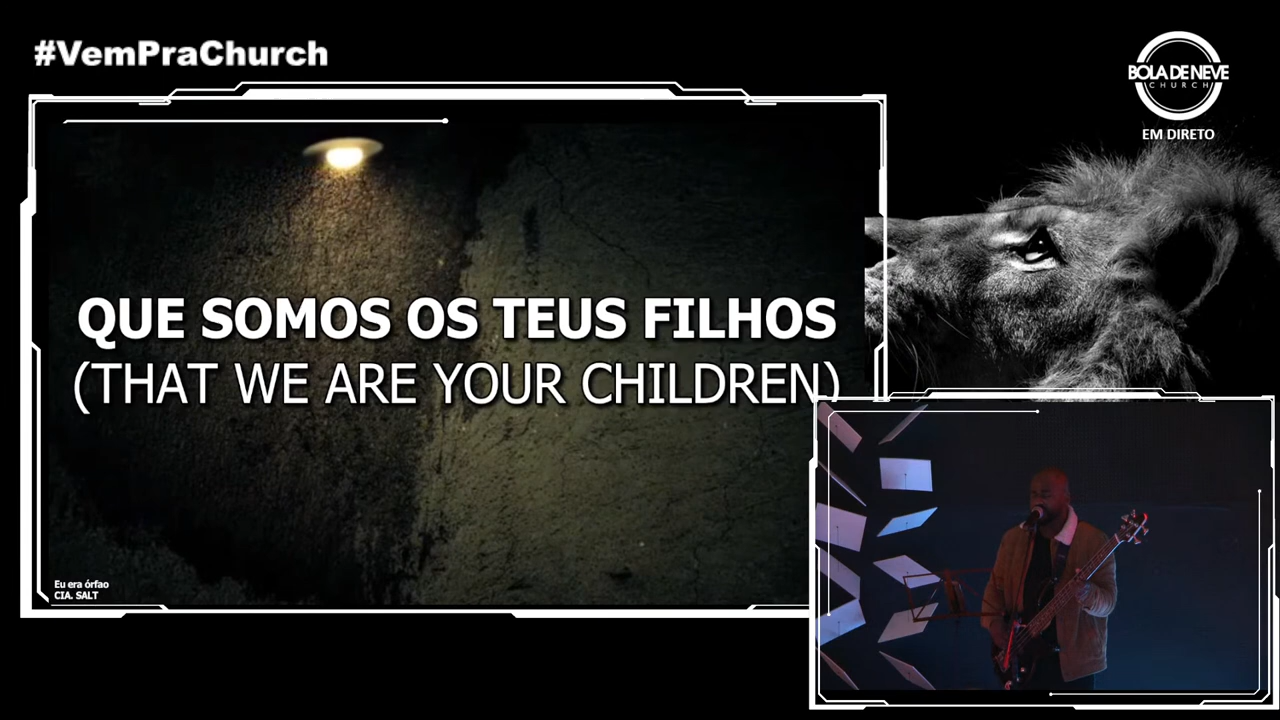 #VemPraChurch
BOLA DE NEVE
CHURCH
EM DIRETO
QUE SOMOS OS TEUS FILHOS
(THAT WE ARE YOUR CHILDREN)
Eu era órfao
CIA. SALT